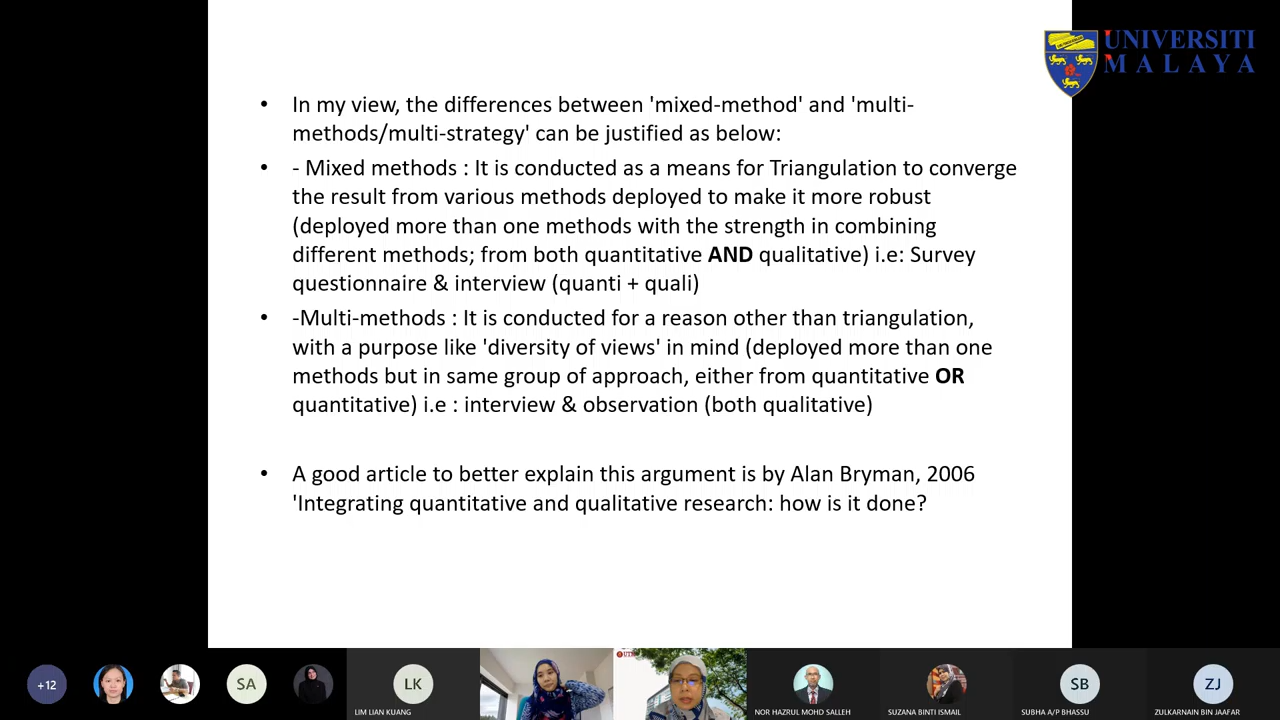 UNIVERSITI
MALAYA
• In my view, the differences between 'mixed-method' and 'multi-
methods/multi-strategy' can be justified as below:
• - Mixed methods : It is conducted as a means for Triangulation to converge
the result from various methods deployed to make it more robust
(deployed more than one methods with the strength in combining
different methods; from both quantitative AND qualitative) i.e: Survey
questionnaire & interview (quanti + quali)
• -Multi-methods : It is conducted for a reason other than triangulation,
with a purpose like 'diversity of views' in mind (deployed more than one
methods but in same group of approach, either from quantitative OR
quantitative) i.e : interview & observation (both qualitative)
• A good article to better explain this argument is by Alan Bryman, 2006
'Integrating quantitative and qualitative research: how is it done?
+12
SA
LK
LIM LIAN KUANG
NOR HAZRUL MOHD SALLEH
SUZANA BINTI ISMAIL
SB
SUBHA A/P BHASSU
ZJ
ZULKARNAIN BIN JAAFAR